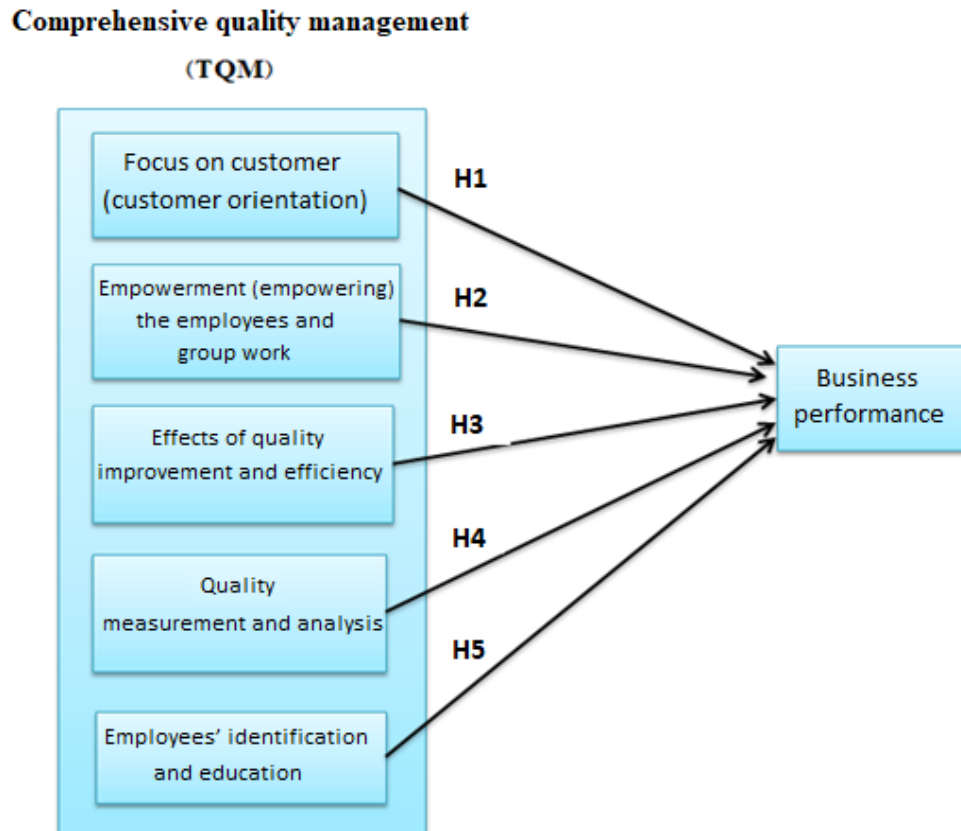 Comprehensive quality management
(TQM)
Focus on customer
(customer orientation)
Empowerment (empowering)
the employees and
group work
Effects of quality
improvement and efficiency
Quality
measurement and analysis
Employees’ identification
and education
H1
H2
H3
H4
H5
Business
performance